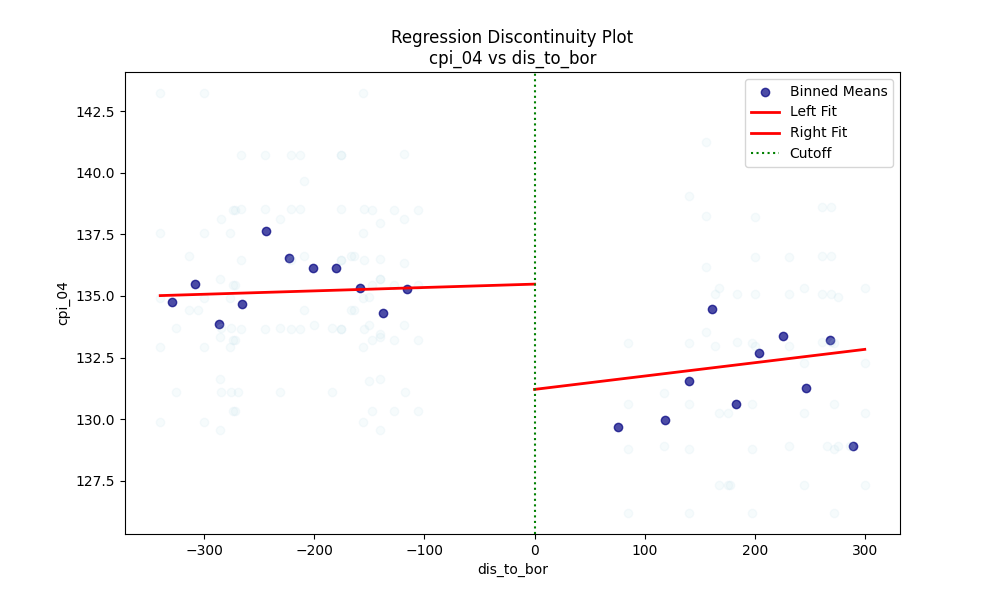 Regression Discontinuity Plot
cpi_04 vs dis_to_bor
Binned Means
Left Fit
Right Fit
Cutoff
142.5
140.0
137.5
135.0
132.5
130.0
127.5
cpi_04
−300
−200
−100
0
100
200
300
dis_to_bor